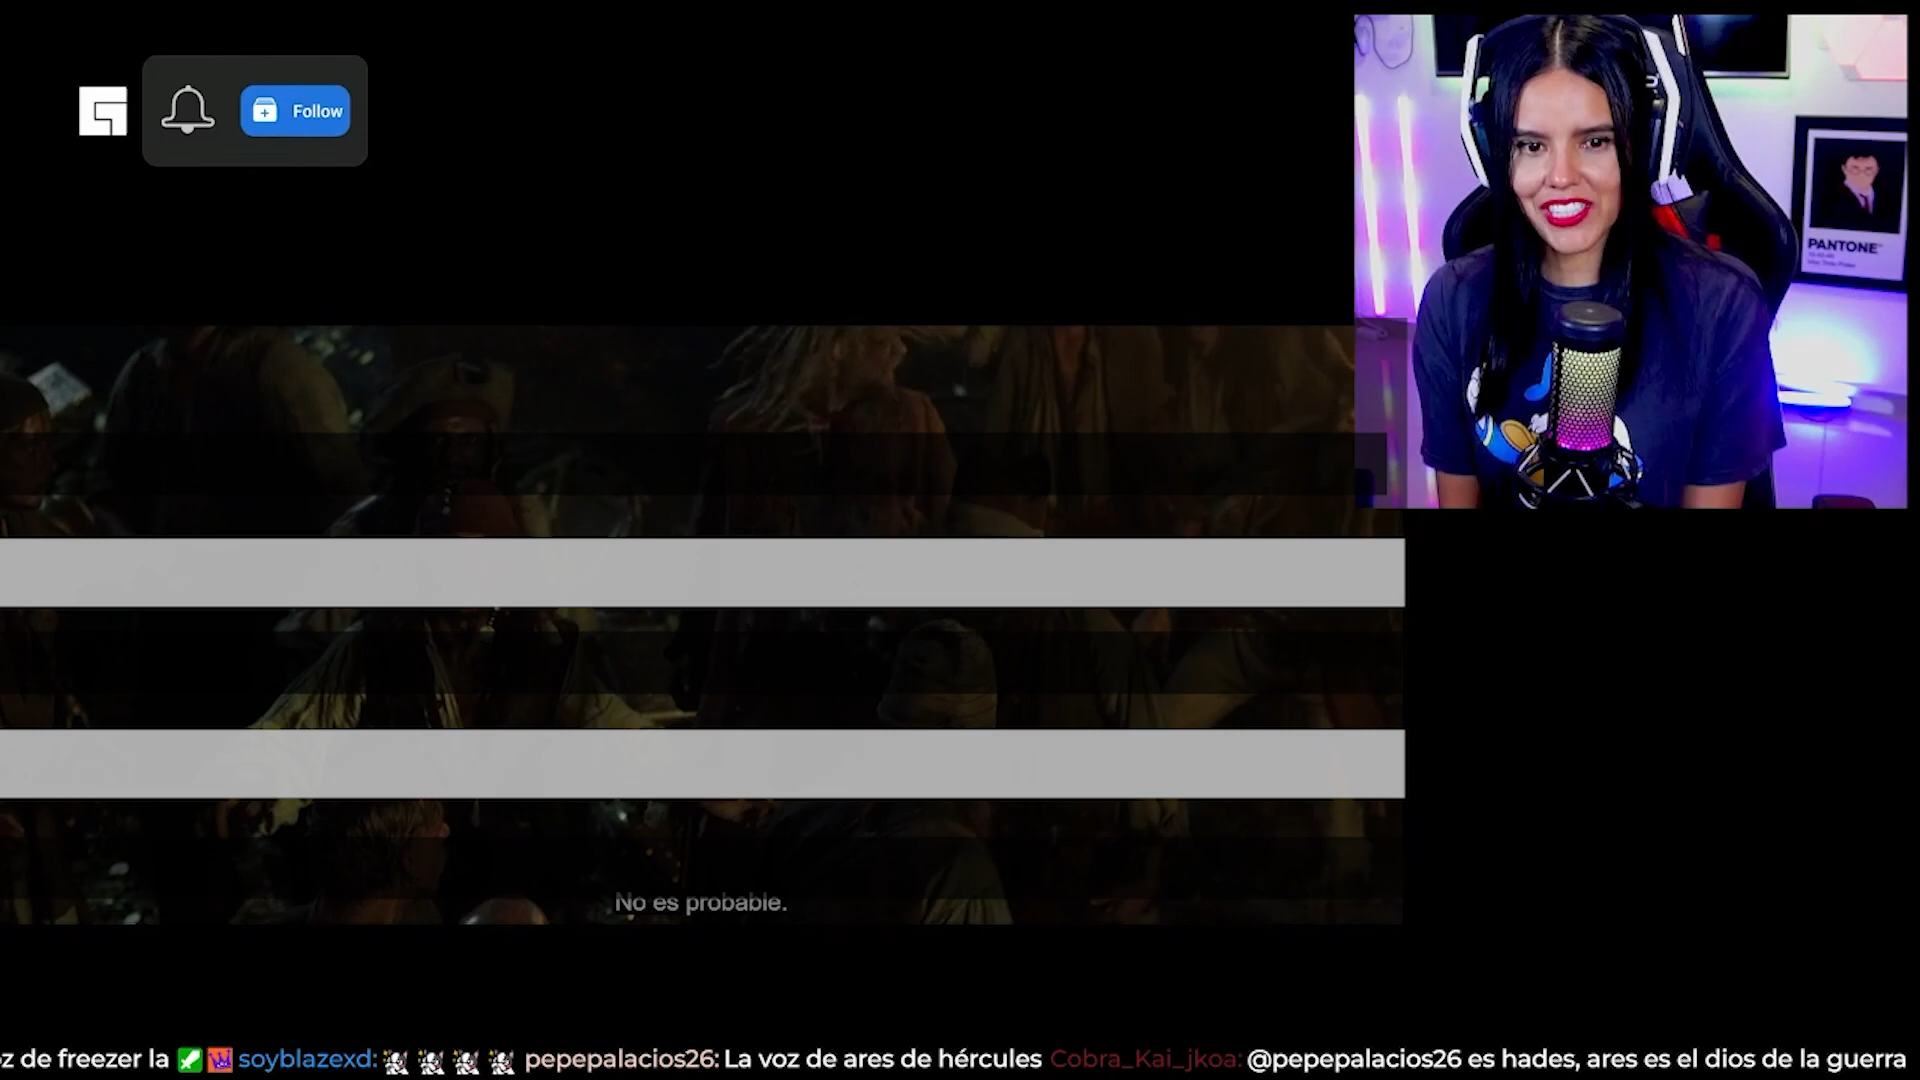 Follow
PANTONE
No es probable.
z de freezer la soyblazexd: pepepalacios26: La voz de ares de hércules Cobra_Kai_jkoa: @pepepalacios26 es hades, ares es el dios de la guerra